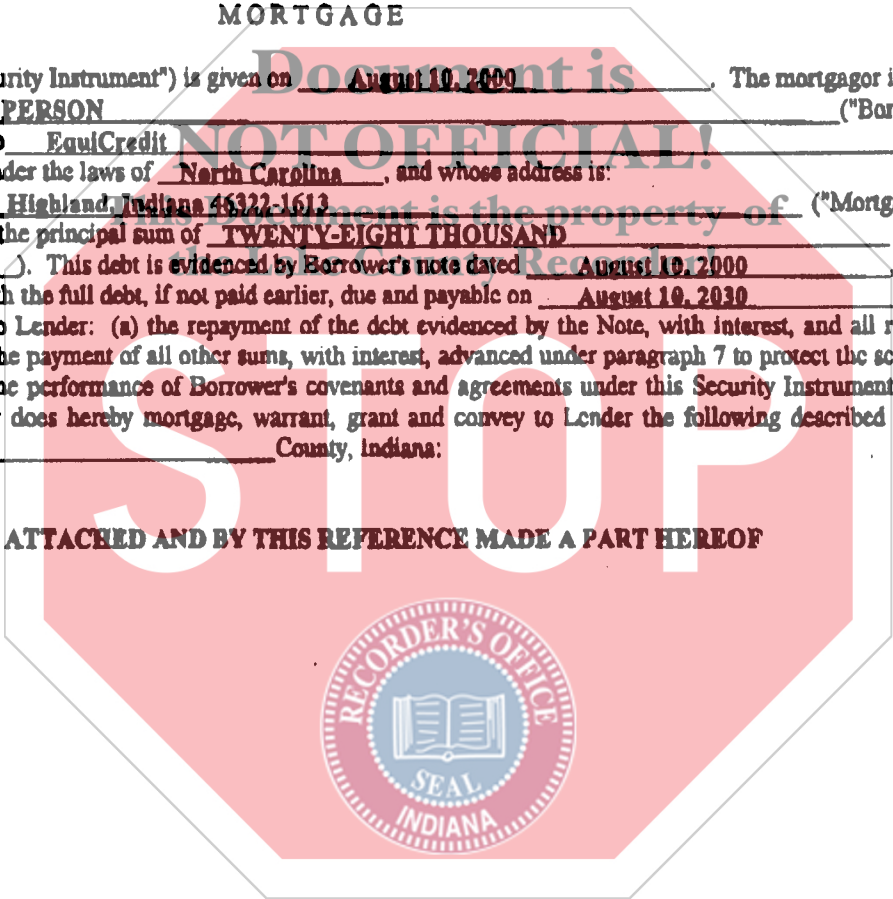 MORTGAGE
urity Instrument") is given on August 10, 2000. The mortgagor i
PERSON ("Bor
EquiCredit
der the laws of North Carolina, and whose address is:
Highland, Indiana 46322-1613 ("Mortg
the principal sum of TWENTY-EIGHT THOUSAND
). This debt is evidenced by Borrower's note dated August 10, 2000
h the full debt, if not paid earlier, due and payable on August 10, 2030
o Lender: (a) the repayment of the debt evidenced by the Note, with interest, and all r
he payment of all other sums, with interest, advanced under paragraph 7 to protect the se
he performance of Borrower's covenants and agreements under this Security Instrument
does hereby mortgage, warrant, grant and convey to Lender the following described
County, Indiana:
ATTACHED AND BY THIS REFERENCE MADE A PART HEREOF
Document is
NOT OFFICIAL!
This Document is the property of
the Lake County Recorder!
STOP
RECORDER'S OFFICE
SEAL
INDIANA